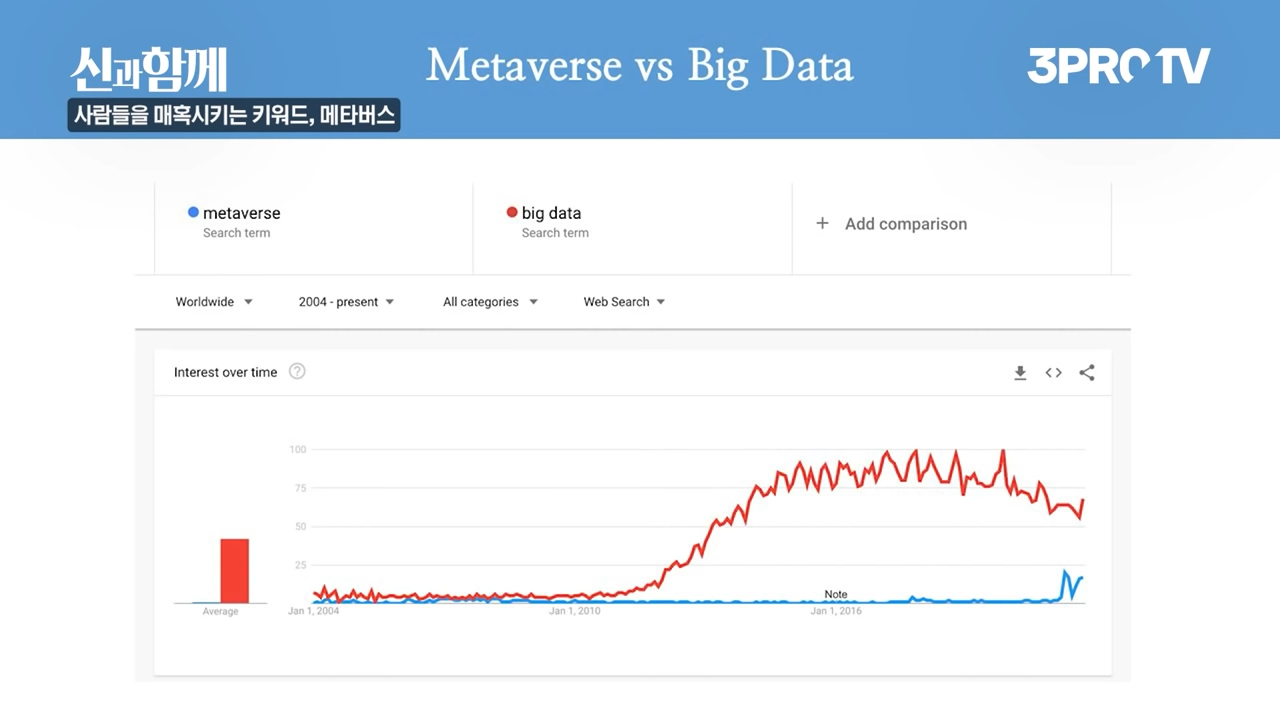 신과함께
Metaverse vs Big Data
3PROTV
사람들을 매혹시키는 키워드, 메타버스
metaverse
Search term
big data
Search term
+ Add comparison
Worldwide
2004 - present
All categories
Web Search
Interest over time ?
100
75
50
25
Note
Average
Jan 1, 2004
Jan 1, 2010
Jan 1, 2016